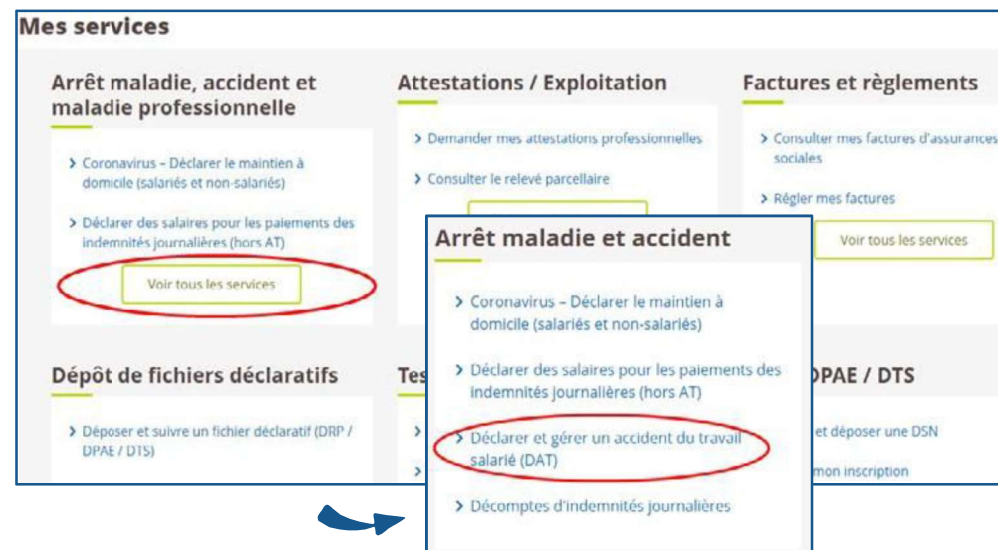 Mes services
Arrêt maladie, accident et
maladie professionnelle
Coronavirus – Déclarer le maintien à
domicile (salariés et non-salariés)
Déclarer des salaires pour les paiements des
indemnités journalières (hors AT)
Voir tous les services
Attestations / Exploitation
Demander mes attestations professionnelles
Consulter le relevé parcellaire
Factures et règlements
Consulter mes factures d'assurances
sociales
Régler mes factures
Voir tous les services
Dépôt de fichiers déclaratifs
Déposer et suivre un fichier déclaratif (DRP /
DPAE / DTS)
Tes
DPAE / DTS
et déposer une DSN
mon inscription
Arrêt maladie et accident
Coronavirus – Déclarer le maintien à
domicile (salariés et non-salariés)
Déclarer des salaires pour les paiements des
indemnités journalières (hors AT)
Déclarer et gérer un accident du travail
salarié (DAT)
Décomptes d'indemnités journalières